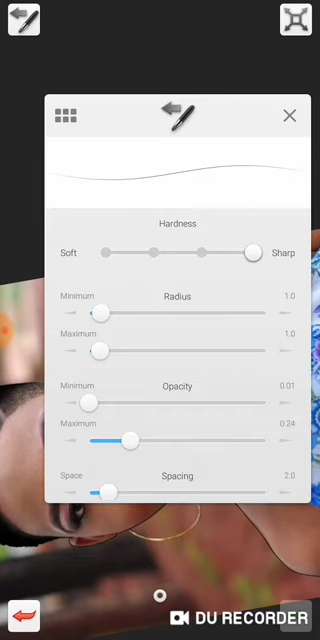 Hardness
Soft Sharp
Minimum Radius 1.0
Maximum 1.0
Minimum Opacity 0.01
Maximum 0.24
Space Spacing 2.0
DU RECORDER